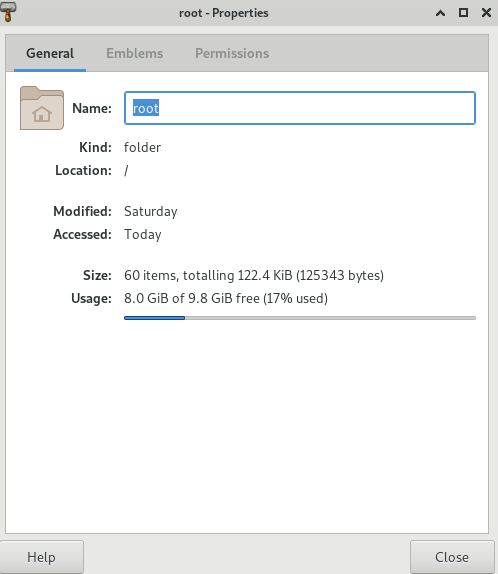 root - Properties
General Emblems Permissions
Name: root
Kind: folder
Location: /
Modified: Saturday
Accessed: Today
Size: 60 items, totalling 122.4 KiB (125343 bytes)
Usage: 8.0 GiB of 9.8 GiB free (17% used)
Help Close